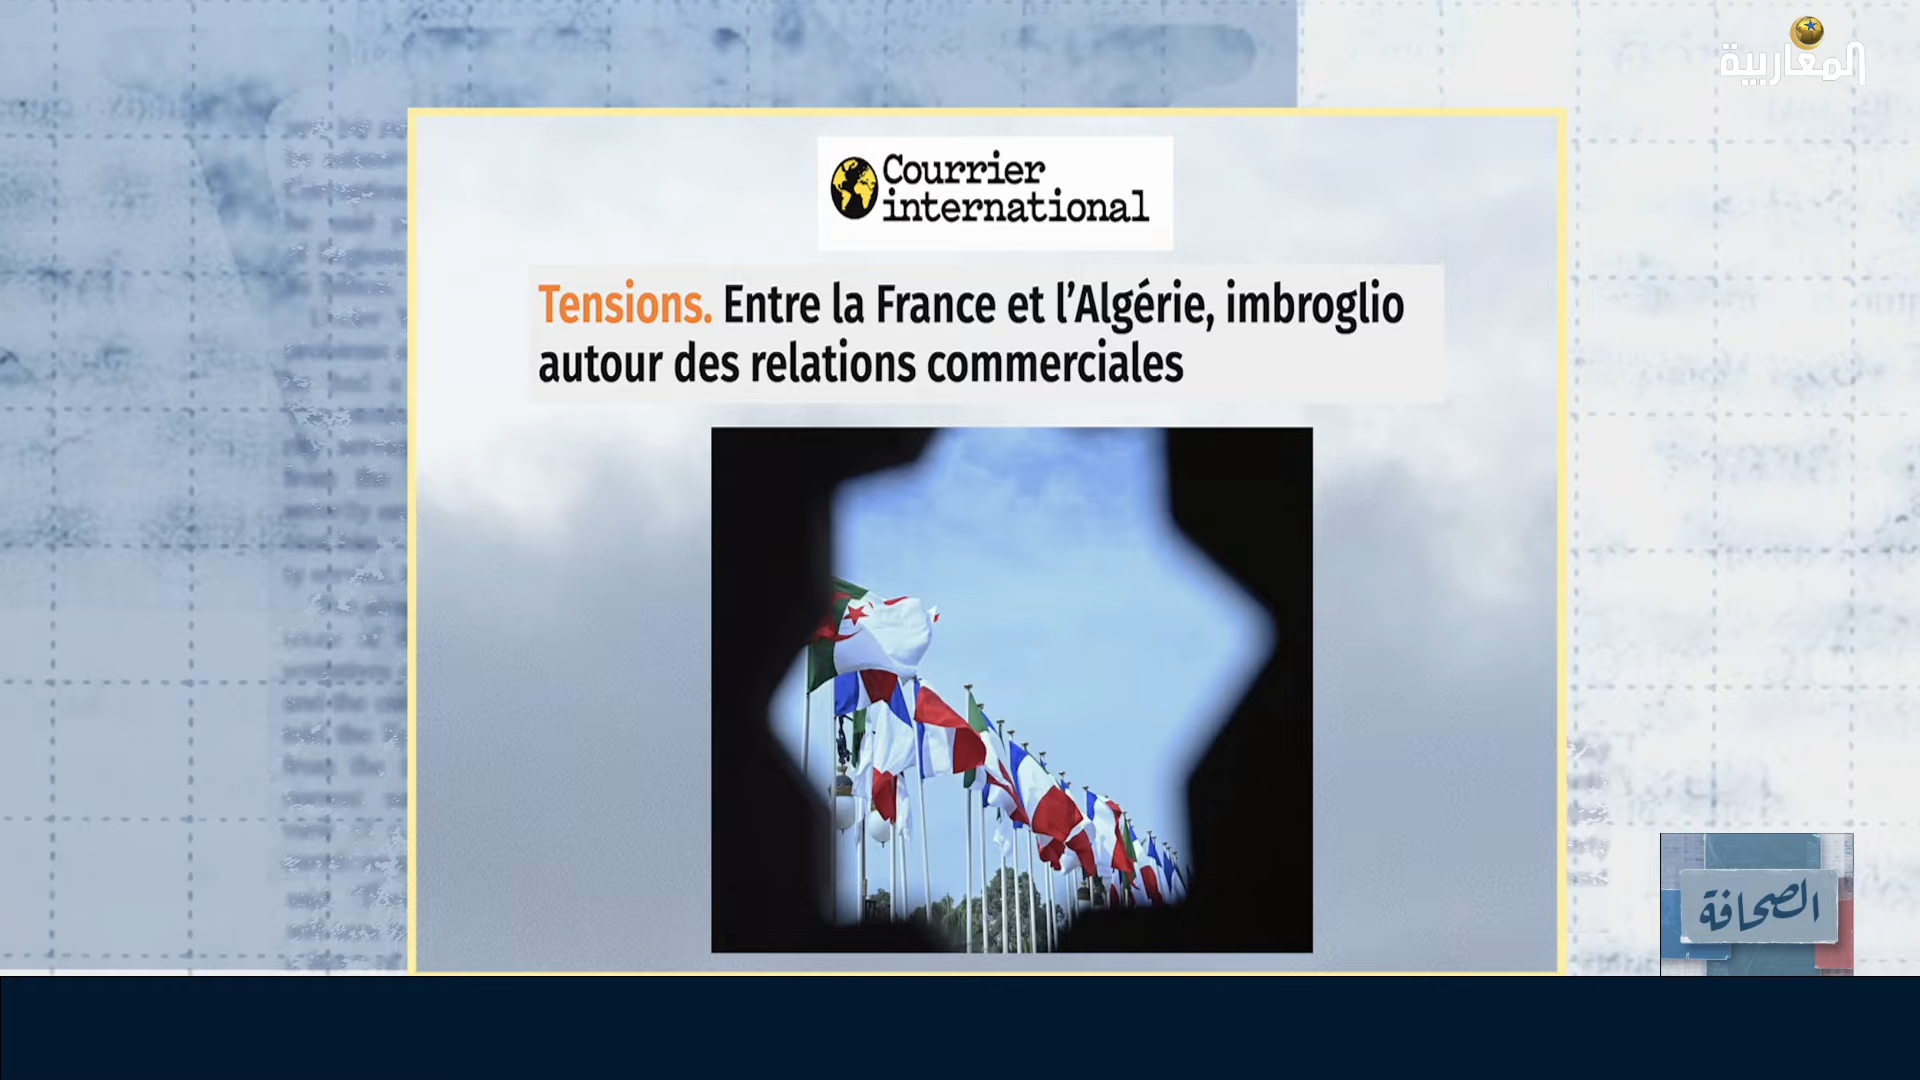 المغاربية
Courrier
international
Tensions. Entre la France et l’Algérie, imbroglio
autour des relations commerciales
الصحافة